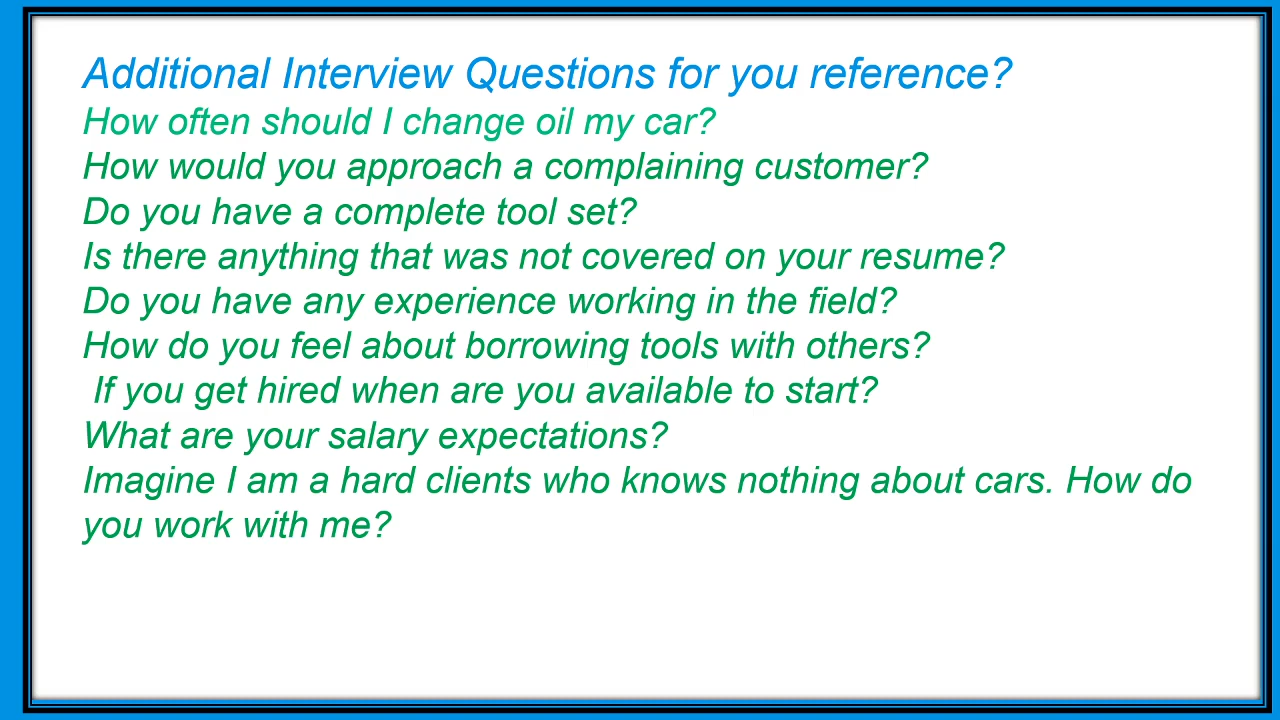 Additional Interview Questions for you reference?
How often should I change oil my car?
How would you approach a complaining customer?
Do you have a complete tool set?
Is there anything that was not covered on your resume?
Do you have any experience working in the field?
How do you feel about borrowing tools with others?
If you get hired when are you available to start?
What are your salary expectations?
Imagine I am a hard clients who knows nothing about cars. How do
you work with me?